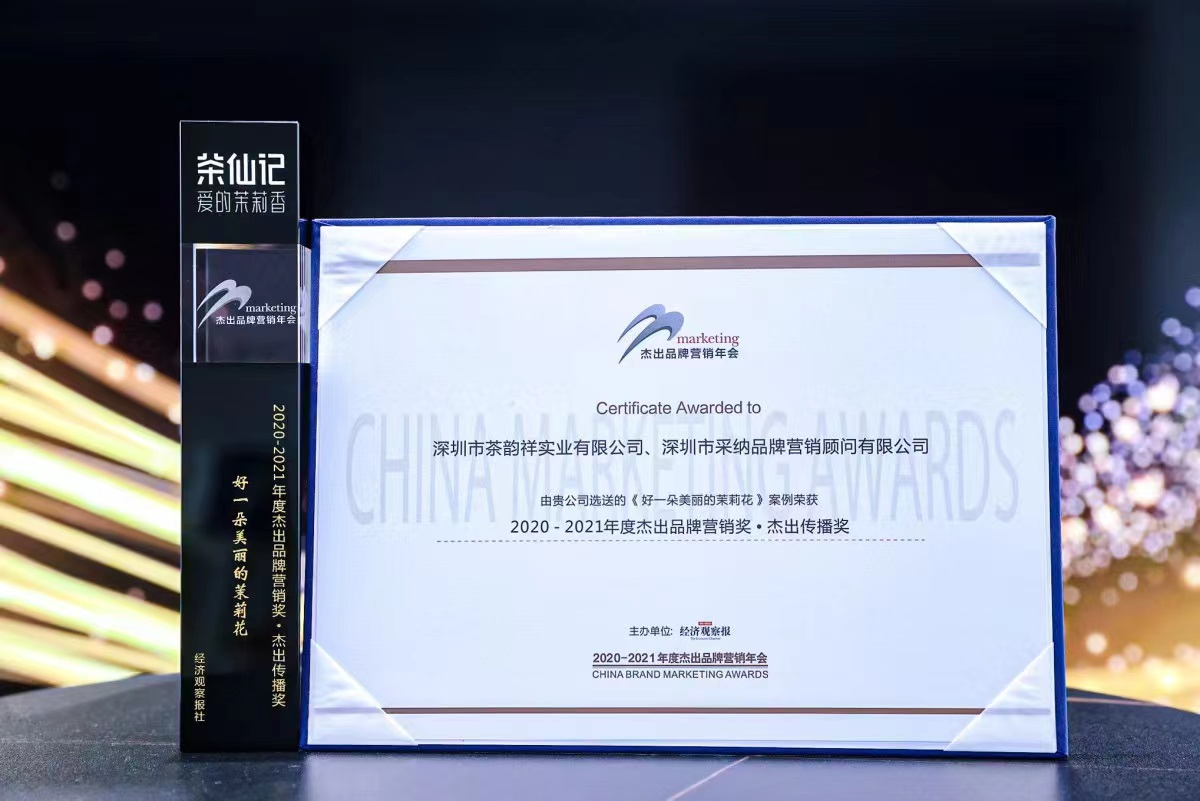 茶仙记
爱的茉莉香
marketing
杰出品牌营销年会
2020-2021年度杰出品牌营销奖·杰出传播奖
好一朵美丽的茉莉花
经济观察报社
marketing
杰出品牌营销年会
Certificate Awarded to
CHINA MARKETING AWARDS
深圳市茶韵祥实业有限公司、深圳市采纳品牌营销顾问有限公司
由贵公司选送的《 好一朵美丽的茉莉花 》案例荣获
2020 - 2021年度杰出品牌营销奖•杰出传播奖
主办单位: 经济观察报
2020-2021年度杰出品牌营销年会
CHINA BRAND MARKETING AWARDS